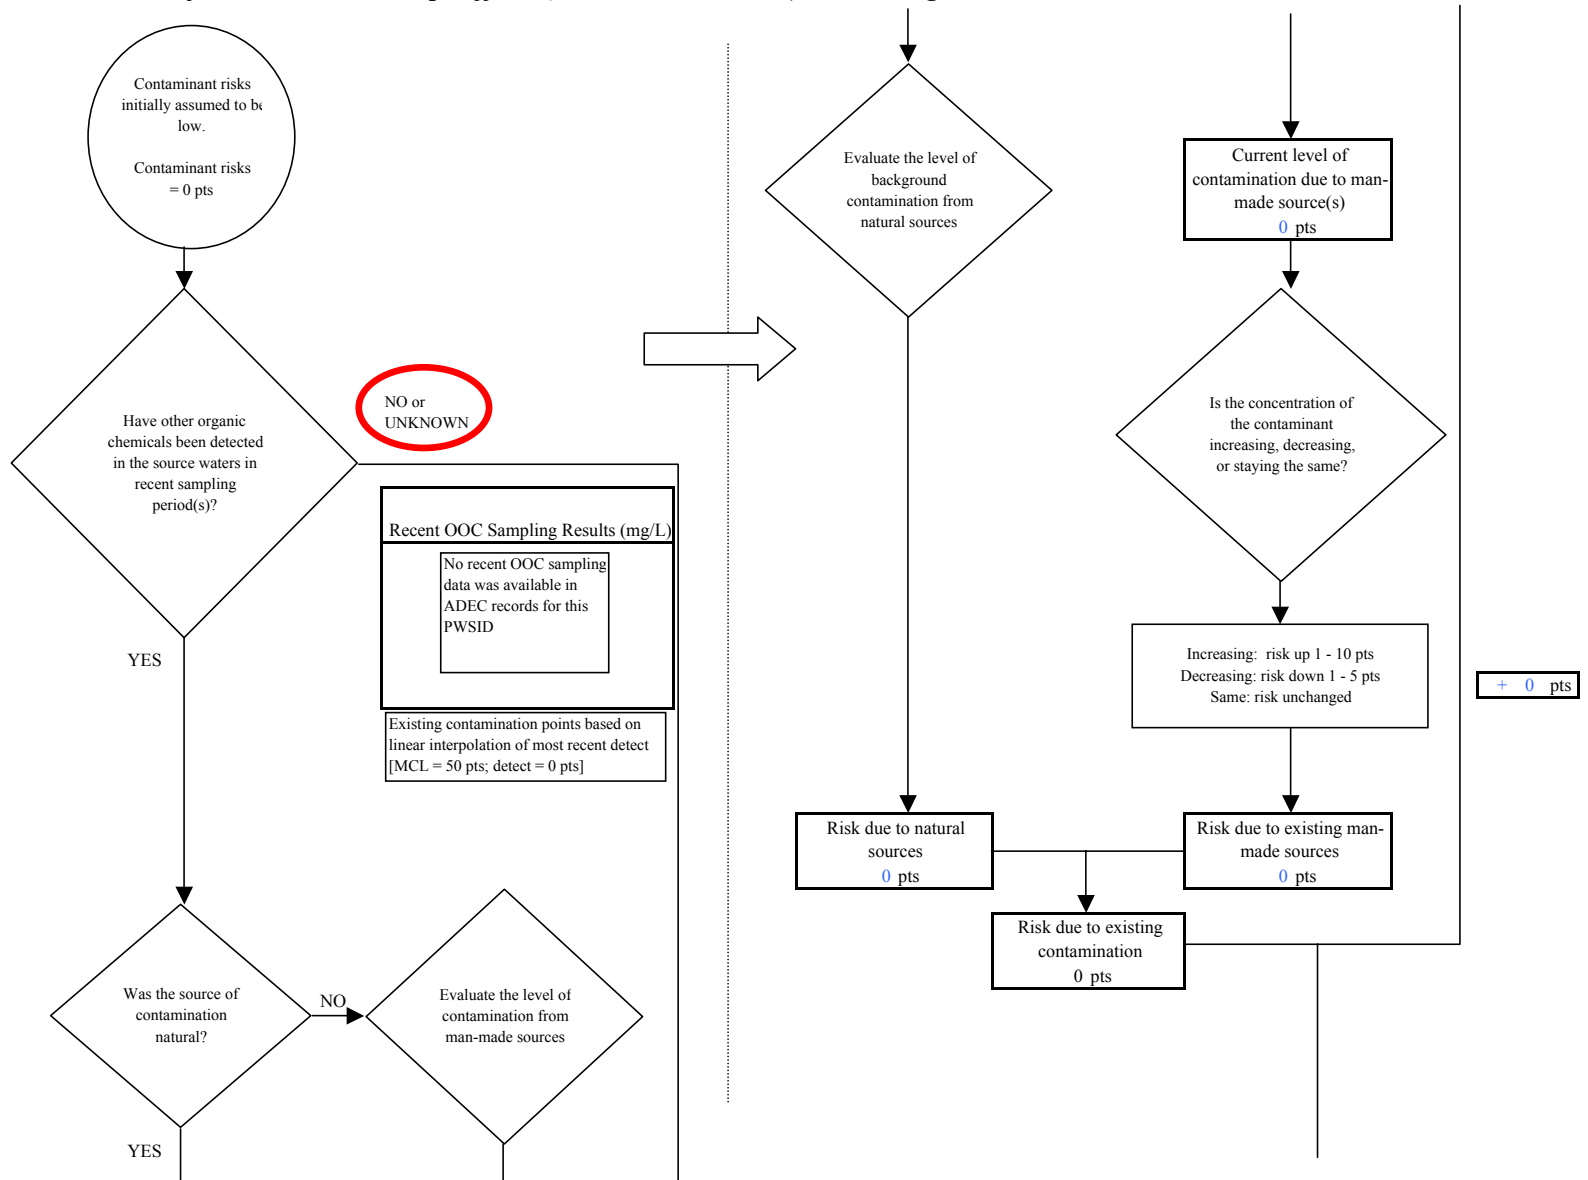 Contaminant risks
initially assumed to be
low.
Contaminant risks
= 0 pts
Have other organic
chemicals been detected
in the source waters in
recent sampling
period(s)?
NO or
UNKNOWN
Recent OOC Sampling Results (mg/L)
No recent OOC sampling
data was available in
ADEC records for this
PWSID
Existing contamination points based on
linear interpolation of most recent detect
[MCL = 50 pts; detect = 0 pts]
YES
Was the source of
contamination
natural?
NO
Evaluate the level of
contamination from
man-made sources
YES
Evaluate the level of
background
contamination from
natural sources
Current level of
contamination due to man-
made source(s)
0 pts
Is the concentration of
the contaminant
increasing, decreasing,
or staying the same?
Increasing: risk up 1 - 10 pts
Decreasing: risk down 1 - 5 pts
Same: risk unchanged
+ 0 pts
Risk due to natural
sources
0 pts
Risk due to existing man-
made sources
0 pts
Risk due to existing
contamination
0 pts